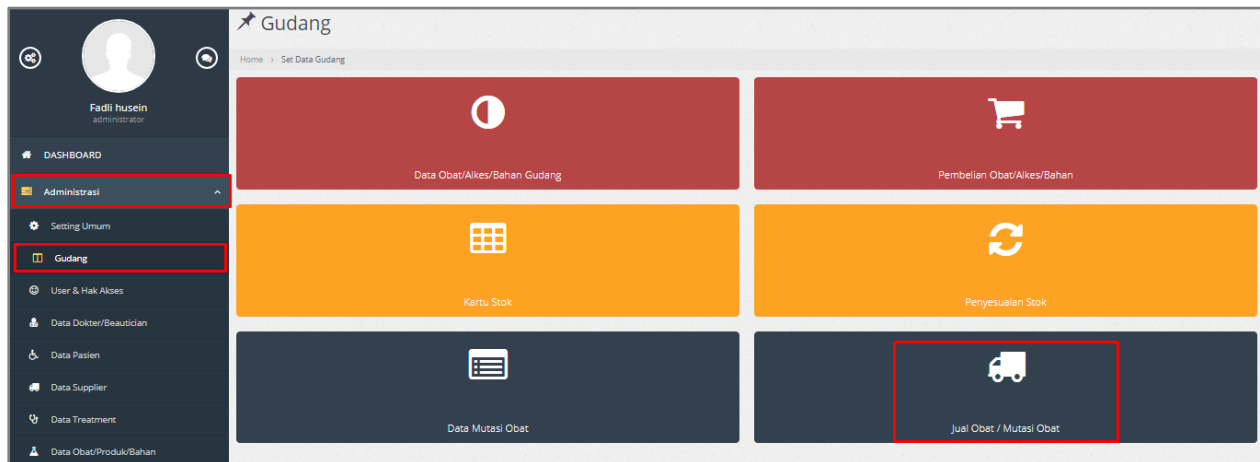 Gudang
Home > Set Data Gudang
Fadli husein
administrator
DASHBOARD
Administrasi
Setting Umum
Gudang
User & Hak Akses
Data Dokter/Beautician
Data Pasien
Data Supplier
Data Treatment
Data Obat/Produk/Bahan
Data Obat/Alkes/Bahan Gudang
Pembelian Obat/Alkes/Bahan
Kartu Stok
Penyesuaian Stok
Data Mutasi Obat
Jual Obat / Mutasi Obat